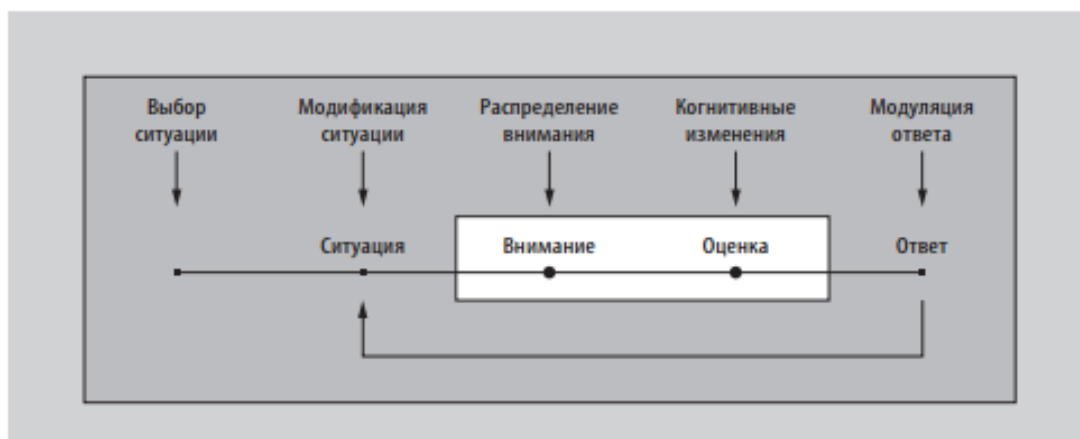 Выбор
ситуации
Модификация
ситуации
Распределение
внимания
Когнитивные
изменения
Модуляция
ответа
Ситуация
Внимание
Оценка
Ответ